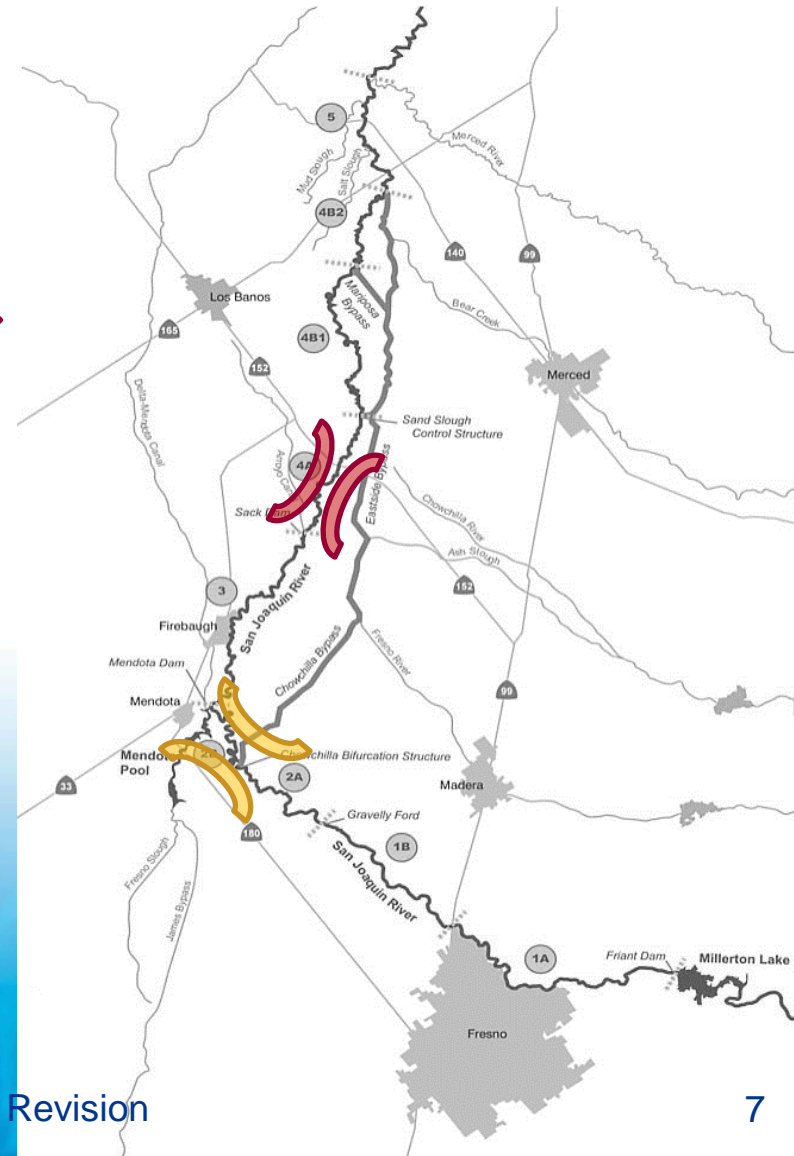 5
Merced River
Mud Slough
Salt Slough
4B2
140
99
Los Banos
Mariposa
Bypass
Bear Creek
165
4B1
152
Merced
Delta-Mendota Canal
Sand Slough
Control Structure
4A
Arroyo
Eastside Bypass
Sack
Chowchilla River
Ash Slough
152
3
San Joaquin River
Firebaugh
Chowchilla Bypass
Fresno River
Mendota Dam
99
Mendota
Chowchilla Bifurcation Structure
Pool
2A
33
Madera
Gravelly Ford
180
1B
Fresno Slough
San Joaquin River
James Bypass
1A
Friant Dam
Millerton Lake
Fresno
Revision
7